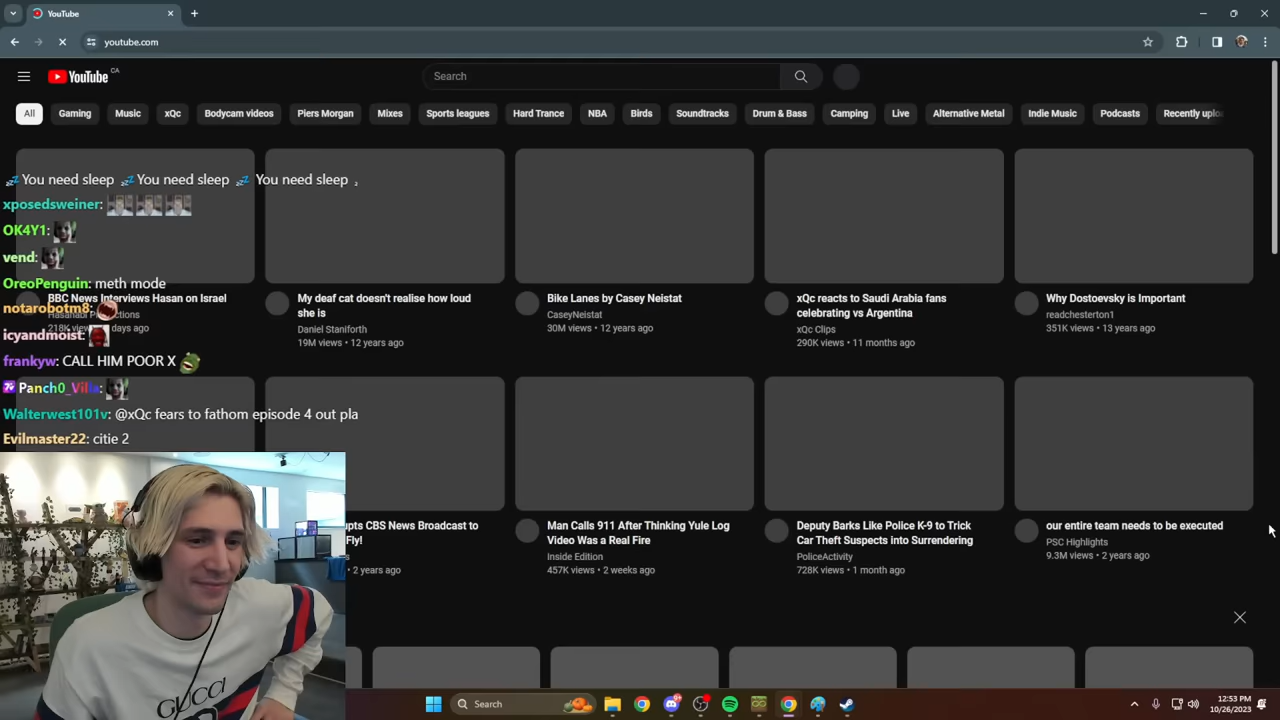 YouTube
youtube.com
YouTube CA
Search
All
Gaming
Music
xQc
Bodycam videos
Piers Morgan
Mixes
Sports leagues
Hard Trance
NBA
Birds
Soundtracks
Drum & Bass
Camping
Live
Alternative Metal
Indie Music
Podcasts
Recently uplo
💤You need sleep 💤You need sleep 💤 You need sleep
xposedsweiner:
OK4Y1:
vend:
OreoPenguin: meth mode
notarobotm8:
icyandmoist:
frankyw: CALL HIM POOR X
Panch0_Villa:
Walterwest101v: @xQc fears to fathom episode 4 out pla
Evilmaster22: citie 2
BBC News Interviews Hasan on Israel
218K days ago
My deaf cat doesn't realise how loud
she is
Daniel Staniforth
19M views • 12 years ago
Bike Lanes by Casey Neistat
CaseyNeistat
30M views • 12 years ago
xQc reacts to Saudi Arabia fans
celebrating vs Argentina
xQc Clips
290K views • 11 months ago
Why Dostoevsky is Important
readchesterton1
351K views • 13 years ago
upts CBS News Broadcast to
Fly!
• 2 years ago
Man Calls 911 After Thinking Yule Log
Video Was a Real Fire
Inside Edition
457K views • 2 weeks ago
Deputy Barks Like Police K-9 to Trick
Car Theft Suspects into Surrendering
PoliceActivity
728K views • 1 month ago
our entire team needs to be executed
PSC Highlights
9.3M views • 2 years ago
GUCCI
Search
12:53 PM
10/26/2023